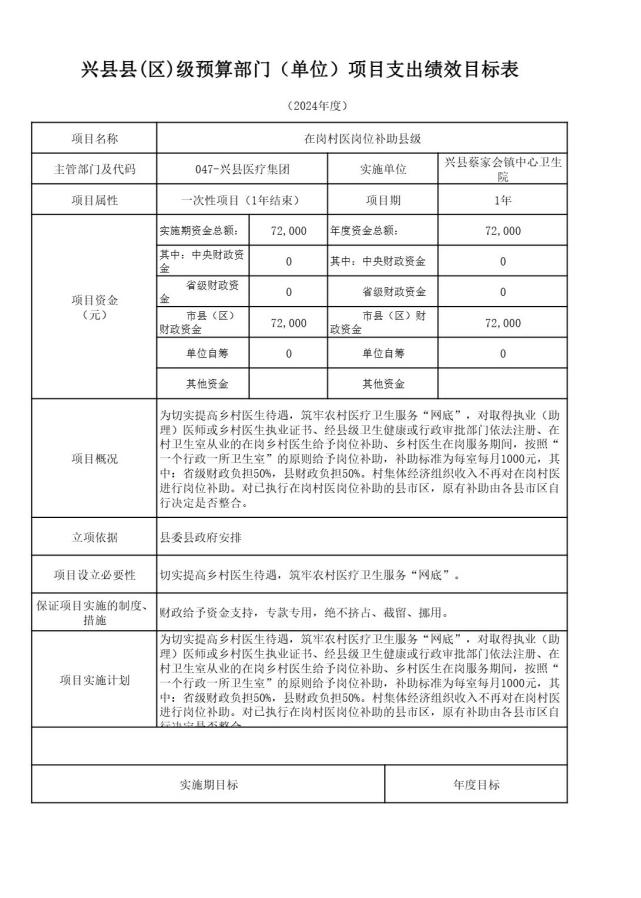 兴县县(区)级预算部门（单位）项目支出绩效目标表
（2024年度）
项目名称
在岗村医岗位补助县级
主管部门及代码
047-兴县医疗集团
实施单位
兴县蔡家会镇中心卫生
院
项目属性
一次性项目（1年结束）
项目期
1年
项目资金
（元）
实施期资金总额：
72,000
年度资金总额：
72,000
其中：中央财政资
金
0
其中：中央财政资金
0
省级财政资
金
0
省级财政资金
0
市县（区）
财政资金
72,000
市县（区）财
政资金
72,000
单位自筹
0
单位自筹
0
其他资金
其他资金
项目概况
为切实提高乡村医生待遇，筑牢农村医疗卫生服务“网底”，对取得执业（助
理）医师或乡村医生执业证书、经县级卫生健康或行政审批部门依法注册、在
村卫生室从业的在岗乡村医生给予岗位补助、乡村医生在岗服务期间，按照“
一个行政一所卫生室”的原则给予岗位补助，补助标准为每室每月1000元，其
中：省级财政负担50%，县财政负担50%。村集体经济组织收入不再对在岗村医
进行岗位补助。对已执行在岗村医岗位补助的县市区，原有补助由各县市区自
行决定是否整合。
立项依据
县委县政府安排
项目设立必要性
切实提高乡村医生待遇，筑牢农村医疗卫生服务“网底”。
保证项目实施的制度、
措施
财政给予资金支持，专款专用，绝不挤占、截留、挪用。
项目实施计划
为切实提高乡村医生待遇，筑牢农村医疗卫生服务“网底”，对取得执业（助
理）医师或乡村医生执业证书、经县级卫生健康或行政审批部门依法注册、在
村卫生室从业的在岗乡村医生给予岗位补助、乡村医生在岗服务期间，按照“
一个行政一所卫生室”的原则给予岗位补助，补助标准为每室每月1000元，其
中：省级财政负担50%，县财政负担50%。村集体经济组织收入不再对在岗村医
进行岗位补助。对已执行在岗村医岗位补助的县市区，原有补助由各县市区自
行决定是否整合
实施期目标
年度目标